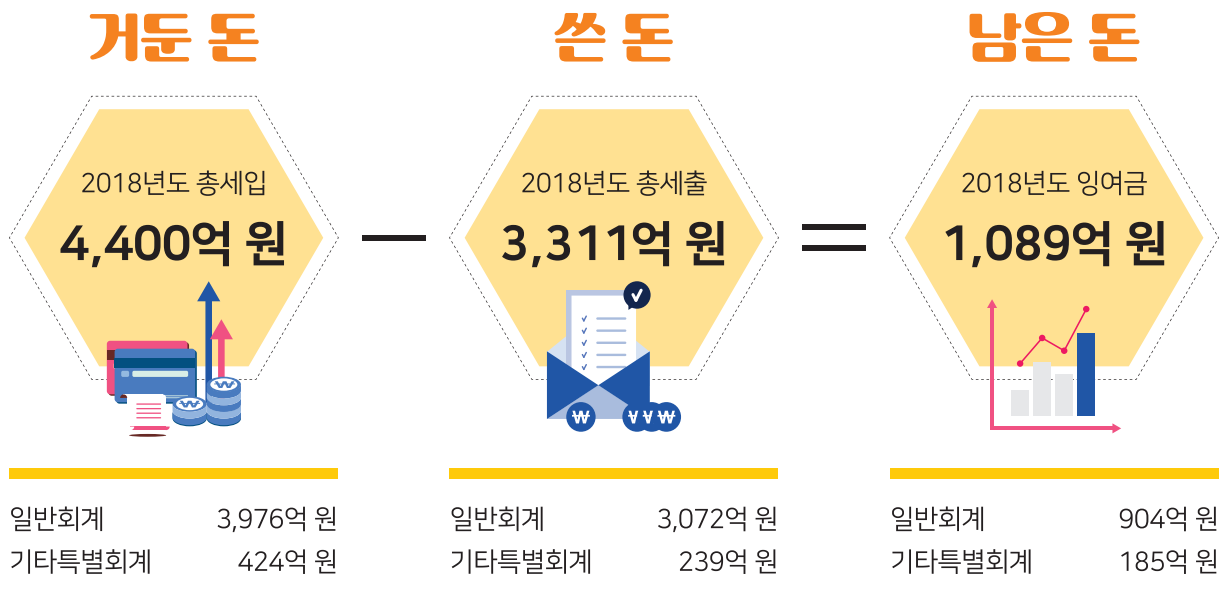 거둔 돈
2018년도 총세입
4,400억 원
일반회계 3,976억 원
기타특별회계 424억 원
쓴 돈
2018년도 총세출
3,311억 원
일반회계 3,072억 원
기타특별회계 239억 원
남은 돈
2018년도 잉여금
1,089억 원
일반회계 904억 원
기타특별회계 185억 원